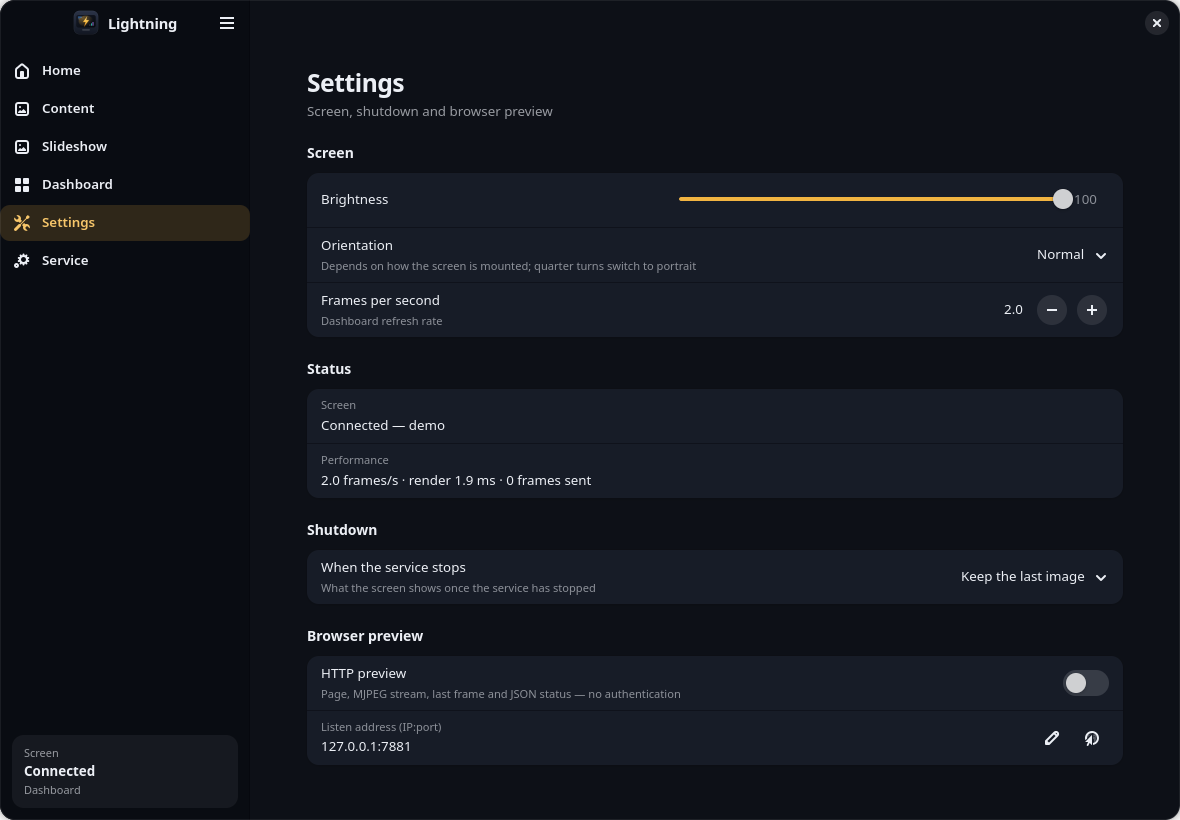 Lightning
Home
Content
Slideshow
Dashboard
Settings
Service
Screen
Connected
Dashboard
Settings
Screen, shutdown and browser preview
Screen
Brightness
100
Orientation
Depends on how the screen is mounted; quarter turns switch to portrait
Normal
Frames per second
Dashboard refresh rate
2.0
Status
Screen
Connected — demo
Performance
2.0 frames/s · render 1.9 ms · 0 frames sent
Shutdown
When the service stops
What the screen shows once the service has stopped
Keep the last image
Browser preview
HTTP preview
Page, MJPEG stream, last frame and JSON status — no authentication
Listen address (IP:port)
127.0.0.1:7881